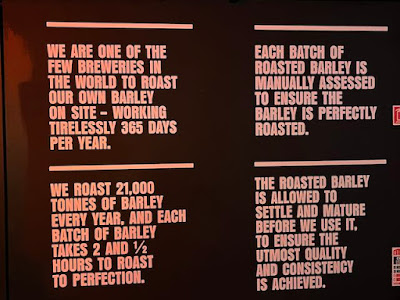 WE ARE ONE OF THE
FEW BREWERIES IN
THE WORLD TO ROAST
OUR OWN BARLEY
ON SITE – WORKING
TIRELESSLY 365 DAYS
PER YEAR.
EACH BATCH OF
ROASTED BARLEY IS
MANUALLY ASSESSED
TO ENSURE THE
BARLEY IS PERFECTLY
ROASTED.
WE ROAST 21,000
TONNES OF BARLEY
EVERY YEAR, AND EACH
BATCH OF BARLEY
TAKES 2 AND ½
HOURS TO ROAST
TO PERFECTION.
THE ROASTED BARLEY
IS ALLOWED TO
SETTLE AND MATURE
BEFORE WE USE IT,
TO ENSURE THE
UTMOST QUALITY
AND CONSISTENCY
IS ACHIEVED.